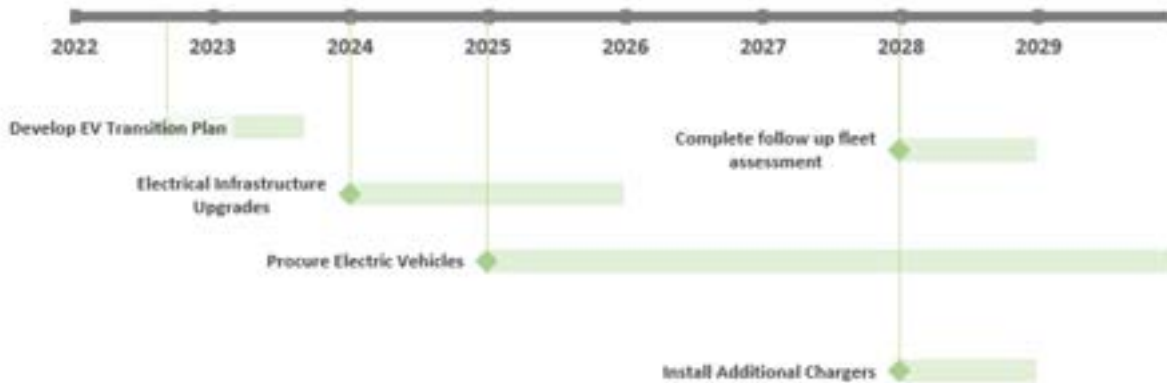 2022 2023 2024 2025 2026 2027 2028 2029
Develop EV Transition Plan
Complete follow up fleet
assessment
Electrical Infrastructure
Upgrades
Procure Electric Vehicles
Install Additional Chargers